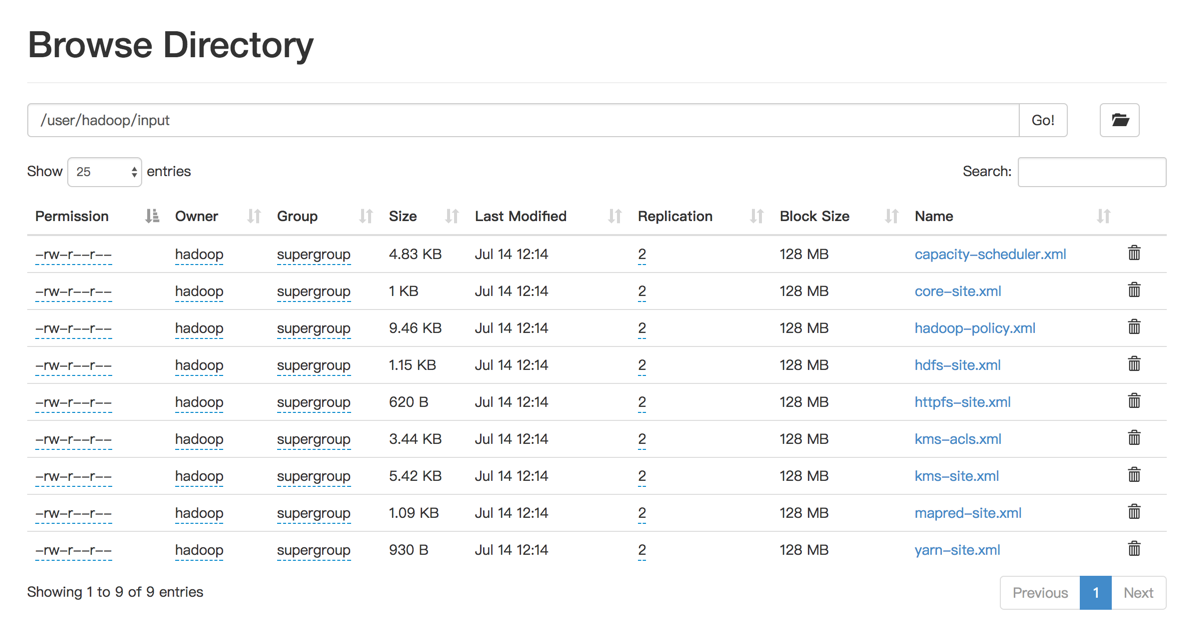 Browse Directory
/user/hadoop/input Go!
Show 25 entries Search:
Permission Owner Group Size Last Modified Replication Block Size Name
-rw-r--r-- hadoop supergroup 4.83 KB Jul 14 12:14 2 128 MB capacity-scheduler.xml
-rw-r--r-- hadoop supergroup 1 KB Jul 14 12:14 2 128 MB core-site.xml
-rw-r--r-- hadoop supergroup 9.46 KB Jul 14 12:14 2 128 MB hadoop-policy.xml
-rw-r--r-- hadoop supergroup 1.15 KB Jul 14 12:14 2 128 MB hdfs-site.xml
-rw-r--r-- hadoop supergroup 620 B Jul 14 12:14 2 128 MB httpfs-site.xml
-rw-r--r-- hadoop supergroup 3.44 KB Jul 14 12:14 2 128 MB kms-acls.xml
-rw-r--r-- hadoop supergroup 5.42 KB Jul 14 12:14 2 128 MB kms-site.xml
-rw-r--r-- hadoop supergroup 1.09 KB Jul 14 12:14 2 128 MB mapred-site.xml
-rw-r--r-- hadoop supergroup 930 B Jul 14 12:14 2 128 MB yarn-site.xml
Showing 1 to 9 of 9 entries Previous 1 Next